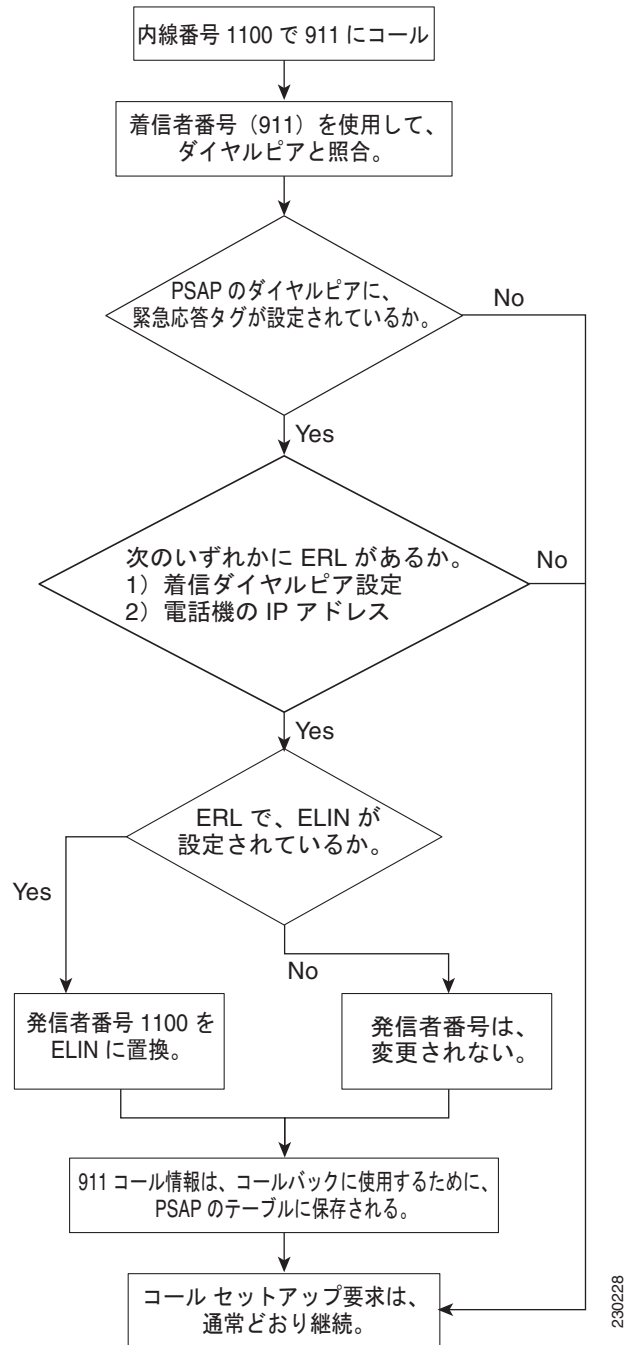 内線番号 1100 で 911 にコール
着信者番号（911）を使用して、
ダイヤルピアと照合。
PSAP のダイヤルピアに、
緊急応答タグが設定されているか。
No
Yes
次のいずれかに ERL があるか。
1）着信ダイヤルピア設定
2）電話機の IP アドレス
No
Yes
ERL で、ELIN が
設定されているか。
Yes
No
発信者番号 1100 を
ELIN に置換。
発信者番号は、
変更されない。
911 コール情報は、コールバックに使用するために、
PSAP のテーブルに保存される。
コール セットアップ要求は、
通常どおり継続。
230228